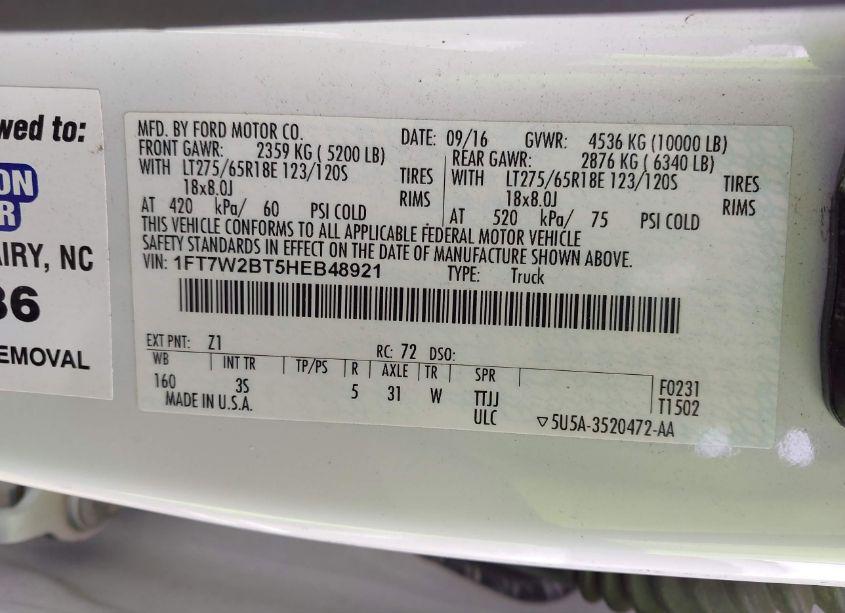 wed to:
ON
R
AIRY, NC
36
EMOVAL
MFD. BY FORD MOTOR CO. DATE: 09/16 GVWR: 4536 KG (10000 LB)
FRONT GAWR: 2359 KG ( 5200 LB) REAR GAWR: 2876 KG ( 6340 LB)
WITH LT275/65R18E 123/120S TIRES WITH LT275/65R18E 123/120S TIRES
18x8.0J RIMS 18x8.0J RIMS
AT 420 kPa/ 60 PSI COLD AT 520 kPa/ 75 PSI COLD
THIS VEHICLE CONFORMS TO ALL APPLICABLE FEDERAL MOTOR VEHICLE
SAFETY STANDARDS IN EFFECT ON THE DATE OF MANUFACTURE SHOWN ABOVE.
VIN: 1FT7W2BT5HEB48921 TYPE: Truck
EXT PNT: Z1 RC: 72 DSO:
WB INT TR TP/PS R AXLE TR SPR
160 3S 5 31 W TTJJ F0231
MADE IN U.S.A. ULC T1502
5U5A-3520472-AA